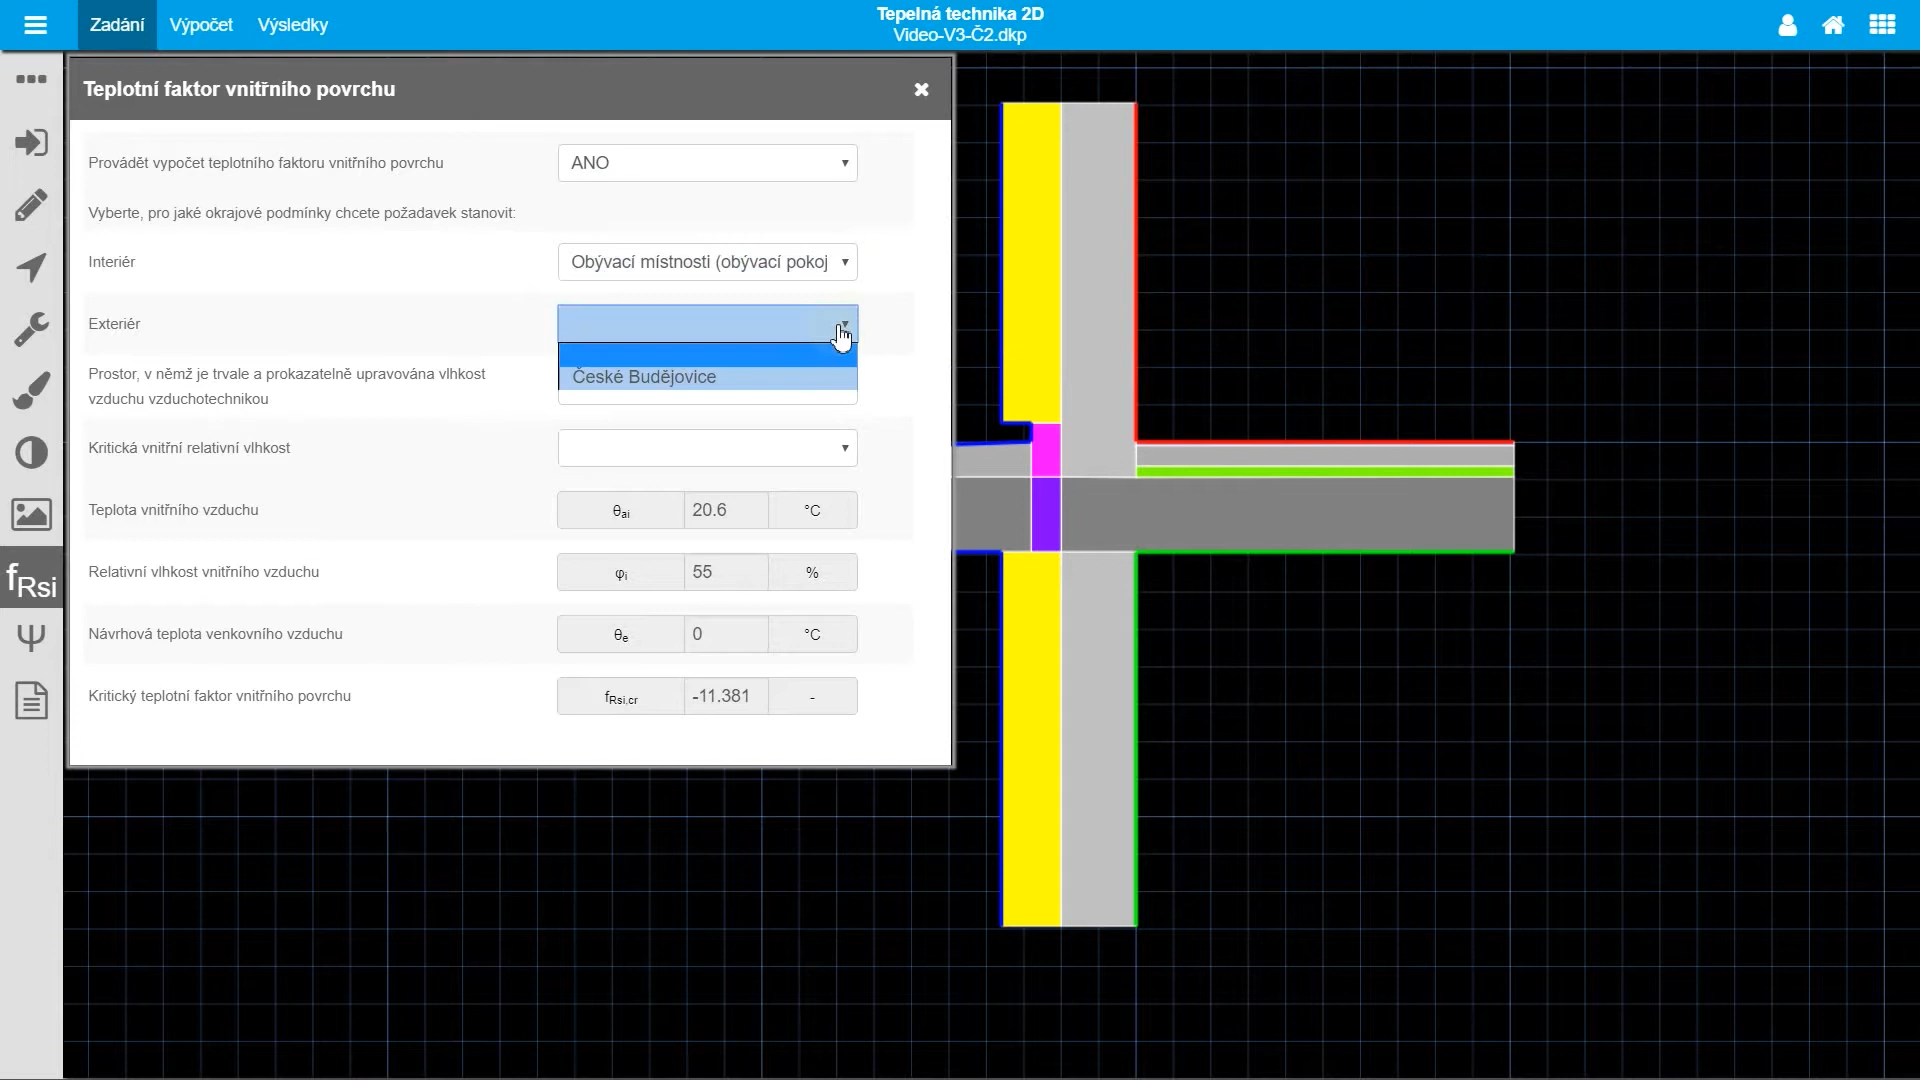 Zadání Výpočet Výsledky
Tepelná technika 2D
Video-V3-Č2.dkp
Teplotní faktor vnitřního povrchu
Provádět vypočet teplotního faktoru vnitřního povrchu ANO
Vyberte, pro jaké okrajové podmínky chcete požadavek stanovit:
Interiér Obývací místnosti (obývací pokoj
Exteriér
České Budějovice
Prostor, v němž je trvale a prokazatelně upravována vlhkost
vzduchu vzduchotechnikou
Kritická vnitřní relativní vlhkost
Teplota vnitřního vzduchu θai 20.6 °C
Relativní vlhkost vnitřního vzduchu φi 55 %
Návrhová teplota venkovního vzduchu θe 0 °C
Kritický teplotní faktor vnitřního povrchu fRsi,cr -11.381 -
fRsi
Ψ